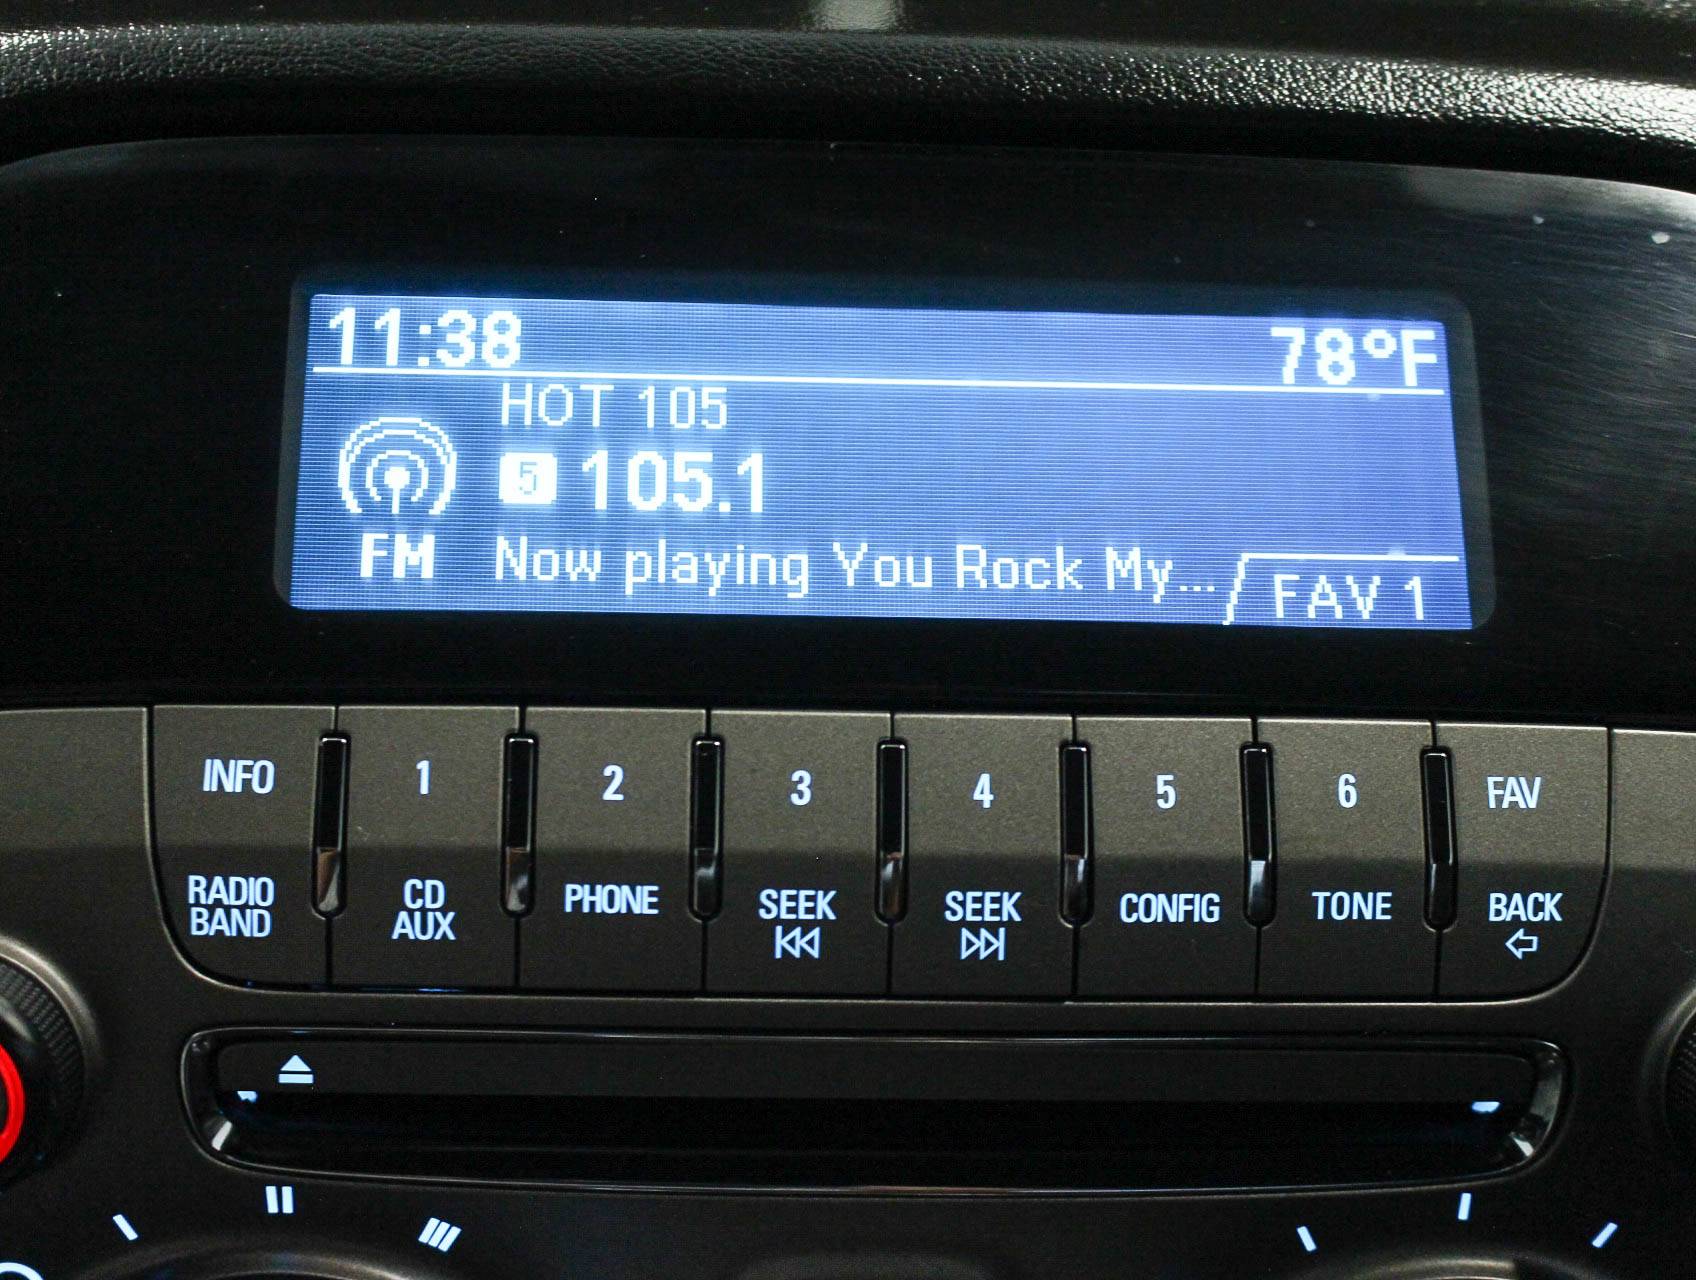 11:38 78°F
HOT 105
5 105.1
FM Now playing You Rock My... FAV 1
INFO 1 2 3 4 5 6 FAV
RADIO BAND CD AUX PHONE SEEK SEEK CONFIG TONE BACK